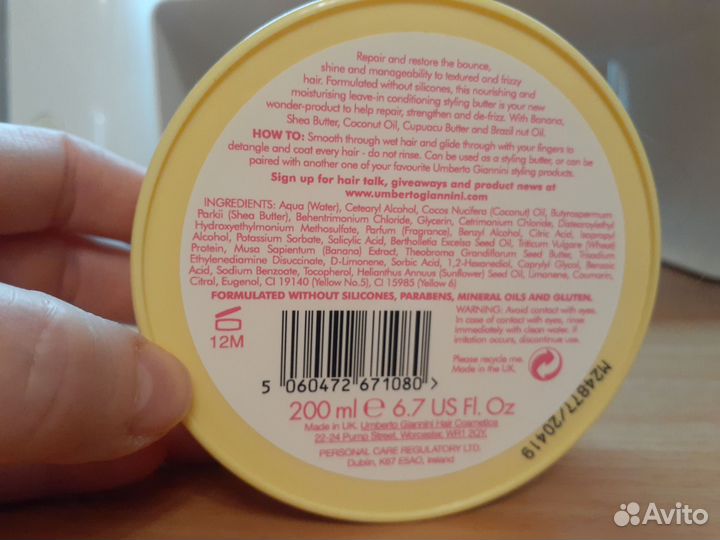 Repair and restore the bounce,
shine and manageability to textured and frizzy
hair. Formulated without silicones, this nourishing and
moisturising leave-in conditioning styling butter is your new
wonder-product to help repair, strengthen and de-frizz. With Banana,
Shea Butter, Coconut Oil, Cupuacu Butter and Brazil nut Oil.
HOW TO: Smooth through wet hair and glide through with your fingers to
detangle and coat every hair - do not rinse. Can be used as a styling butter, or can be
paired with another one of your favourite Umberto Giannini styling products.
Sign up for hair talk, giveaways and product news at
www.umbertogiannini.com
INGREDIENTS: Aqua (Water), Cetearyl Alcohol, Cocos Nucifera (Coconut) Oil, Butyrospermum
Parkii (Shea Butter), Behentrimonium Chloride, Glycerin, Cetrimonium Chloride, Distearoylethyl
Hydroxyethylmonium Methosulfate, Parfum (Fragrance), Benzyl Alcohol, Citric Acid, Isopropyl
Alcohol, Potassium Sorbate, Salicylic Acid, Bertholletia Excelsa Seed Oil, Triticum Vulgare (Wheat)
Protein, Musa Sapientum (Banana) Extract, Theobroma Grandiflorum Seed Butter, Trisodium
Ethylenediamine Disuccinate, D-Limonene, Sorbic Acid, 1,2-Hexanediol, Caprylyl Glycol, Benzoic
Acid, Sodium Benzoate, Tocopherol, Helianthus Annuus (Sunflower) Seed Oil, Limonene, Coumarin,
Citral, Eugenol, CI 19140 (Yellow No.5), CI 15985 (Yellow 6)
FORMULATED WITHOUT SILICONES, PARABENS, MINERAL OILS AND GLUTEN.
12M
WARNING: Avoid contact with eyes.
In case of contact with eyes, rinse
immediately with clean water. If
irritation occurs, discontinue use.
Please recycle me.
Made in the UK.
5 060472 671080 >
200 ml e 6.7 US Fl. Oz
Made in UK. Umberto Giannini Hair Cosmetics
22-24 Pump Street, Worcester, WR1 2QY.
PERSONAL CARE REGULATORY LTD.
Dublin, K67 E5AO, Ireland
M24877/20419
Avito